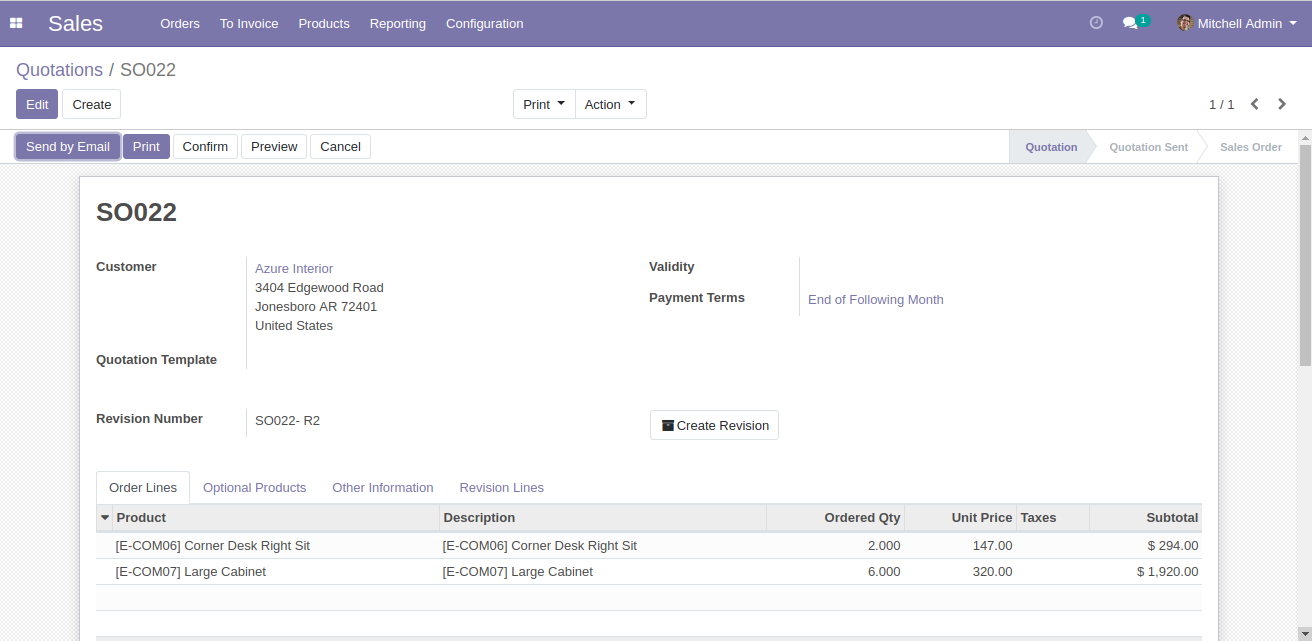 Sales Orders To Invoice Products Reporting Configuration 1 Mitchell Admin
Quotations / SO022
Edit Create Print Action 1 / 1
Send by Email Print Confirm Preview Cancel Quotation Quotation Sent Sales Order
SO022
Customer Azure Interior
3404 Edgewood Road
Jonesboro AR 72401
United States
Validity
Payment Terms End of Following Month
Quotation Template
Revision Number SO022- R2 Create Revision
Order Lines Optional Products Other Information Revision Lines
Product Description Ordered Qty Unit Price Taxes Subtotal
[E-COM06] Corner Desk Right Sit [E-COM06] Corner Desk Right Sit 2.000 147.00 $ 294.00
[E-COM07] Large Cabinet [E-COM07] Large Cabinet 6.000 320.00 $ 1,920.00